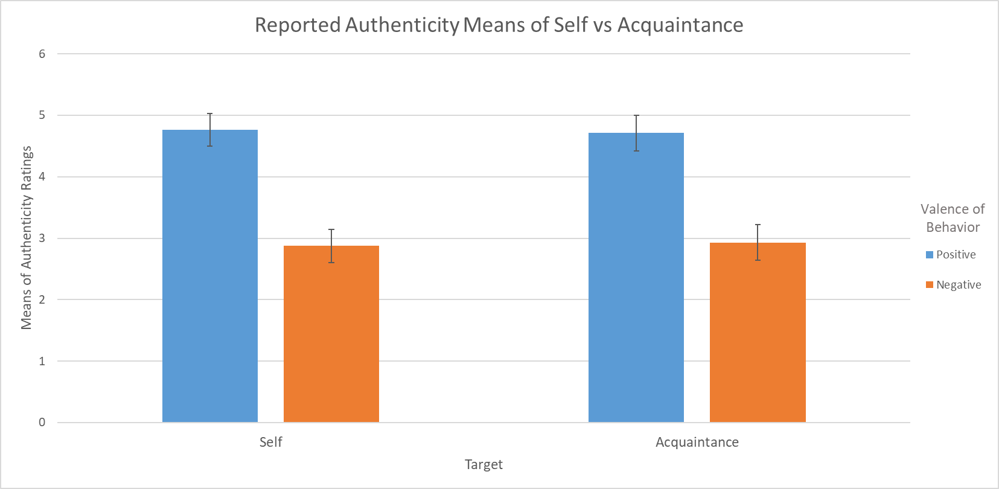 Reported Authenticity Means of Self vs Acquaintance
Means of Authenticity Ratings
6
5
4
3
2
1
0
Self
Acquaintance
Target
Valence of
Behavior
Positive
Negative